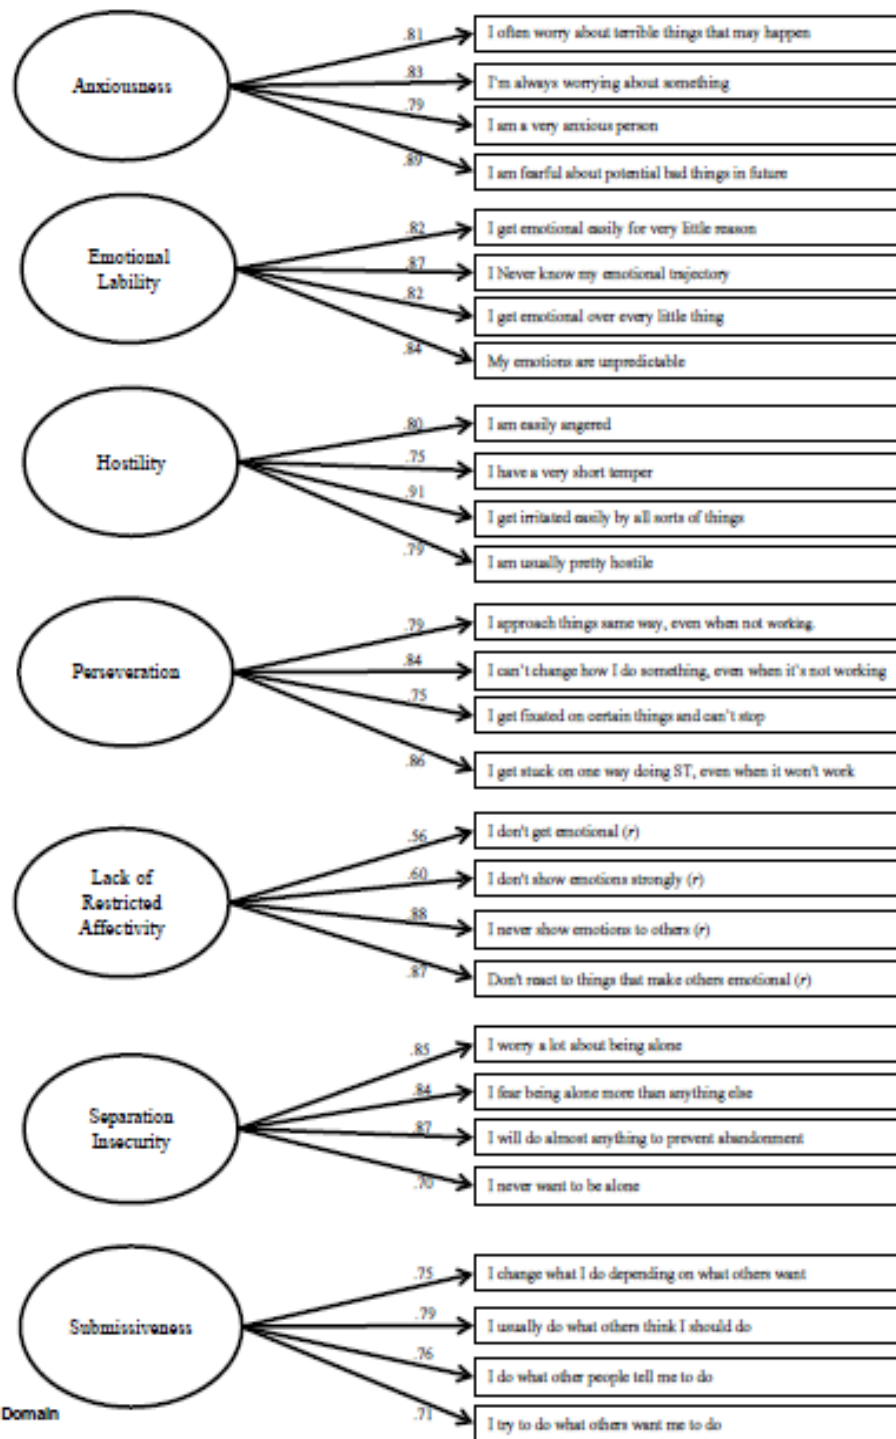 Anxiousness
.81
I often worry about terrible things that may happen
.83
I'm always worrying about something
.79
I am a very anxious person
.89
I am fearful about potential bad things in future
Emotional
Lability
.82
I get emotional easily for very little reason
.87
I Never know my emotional trajectory
.82
I get emotional over every little thing
.84
My emotions are unpredictable
Hostility
.80
I am easily angered
.75
I have a very short temper
.91
I get irritated easily by all sorts of things
.79
I am usually pretty hostile
Perseveration
.79
I approach things same way, even when not working.
.84
I can't change how I do something, even when it's not working
.75
I get fixated on certain things and can't stop
.86
I get stuck on one way doing ST, even when it won't work
Lack of
Restricted
Affectivity
.56
I don't get emotional (r)
.60
I don't show emotions strongly (r)
.88
I never show emotions to others (r)
.87
Don't react to things that make others emotional (r)
Separation
Insecurity
.85
I worry a lot about being alone
.84
I fear being alone more than anything else
.87
I will do almost anything to prevent abandonment
.70
I never want to be alone
Submissiveness
.75
I change what I do depending on what others want
.79
I usually do what others think I should do
.76
I do what other people tell me to do
.71
I try to do what others want me to do
Domain